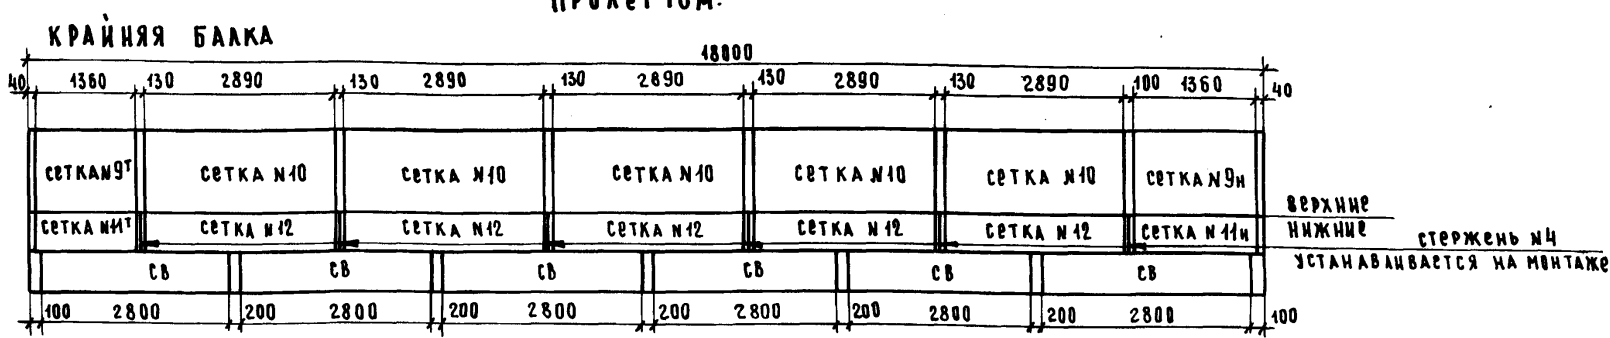 ПРОЛЕТ 18М.
КРАЙНЯЯ БАЛКА
18000
40 1360 130 2890 130 2890 130 2890 130 2890 130 2890 100 1360 40
сетка N9т сетка N10 сетка N10 сетка N10 сетка N10 сетка N10 сетка N9н
верхние
сетка N11т сетка N12 сетка N12 сетка N12 сетка N12 сетка N12 сетка N11н
нижние
стержень N4
устанавливается на монтаже
СВ СВ СВ СВ СВ СВ
100 2800 200 2800 200 2800 200 2800 200 2800 200 2800 100